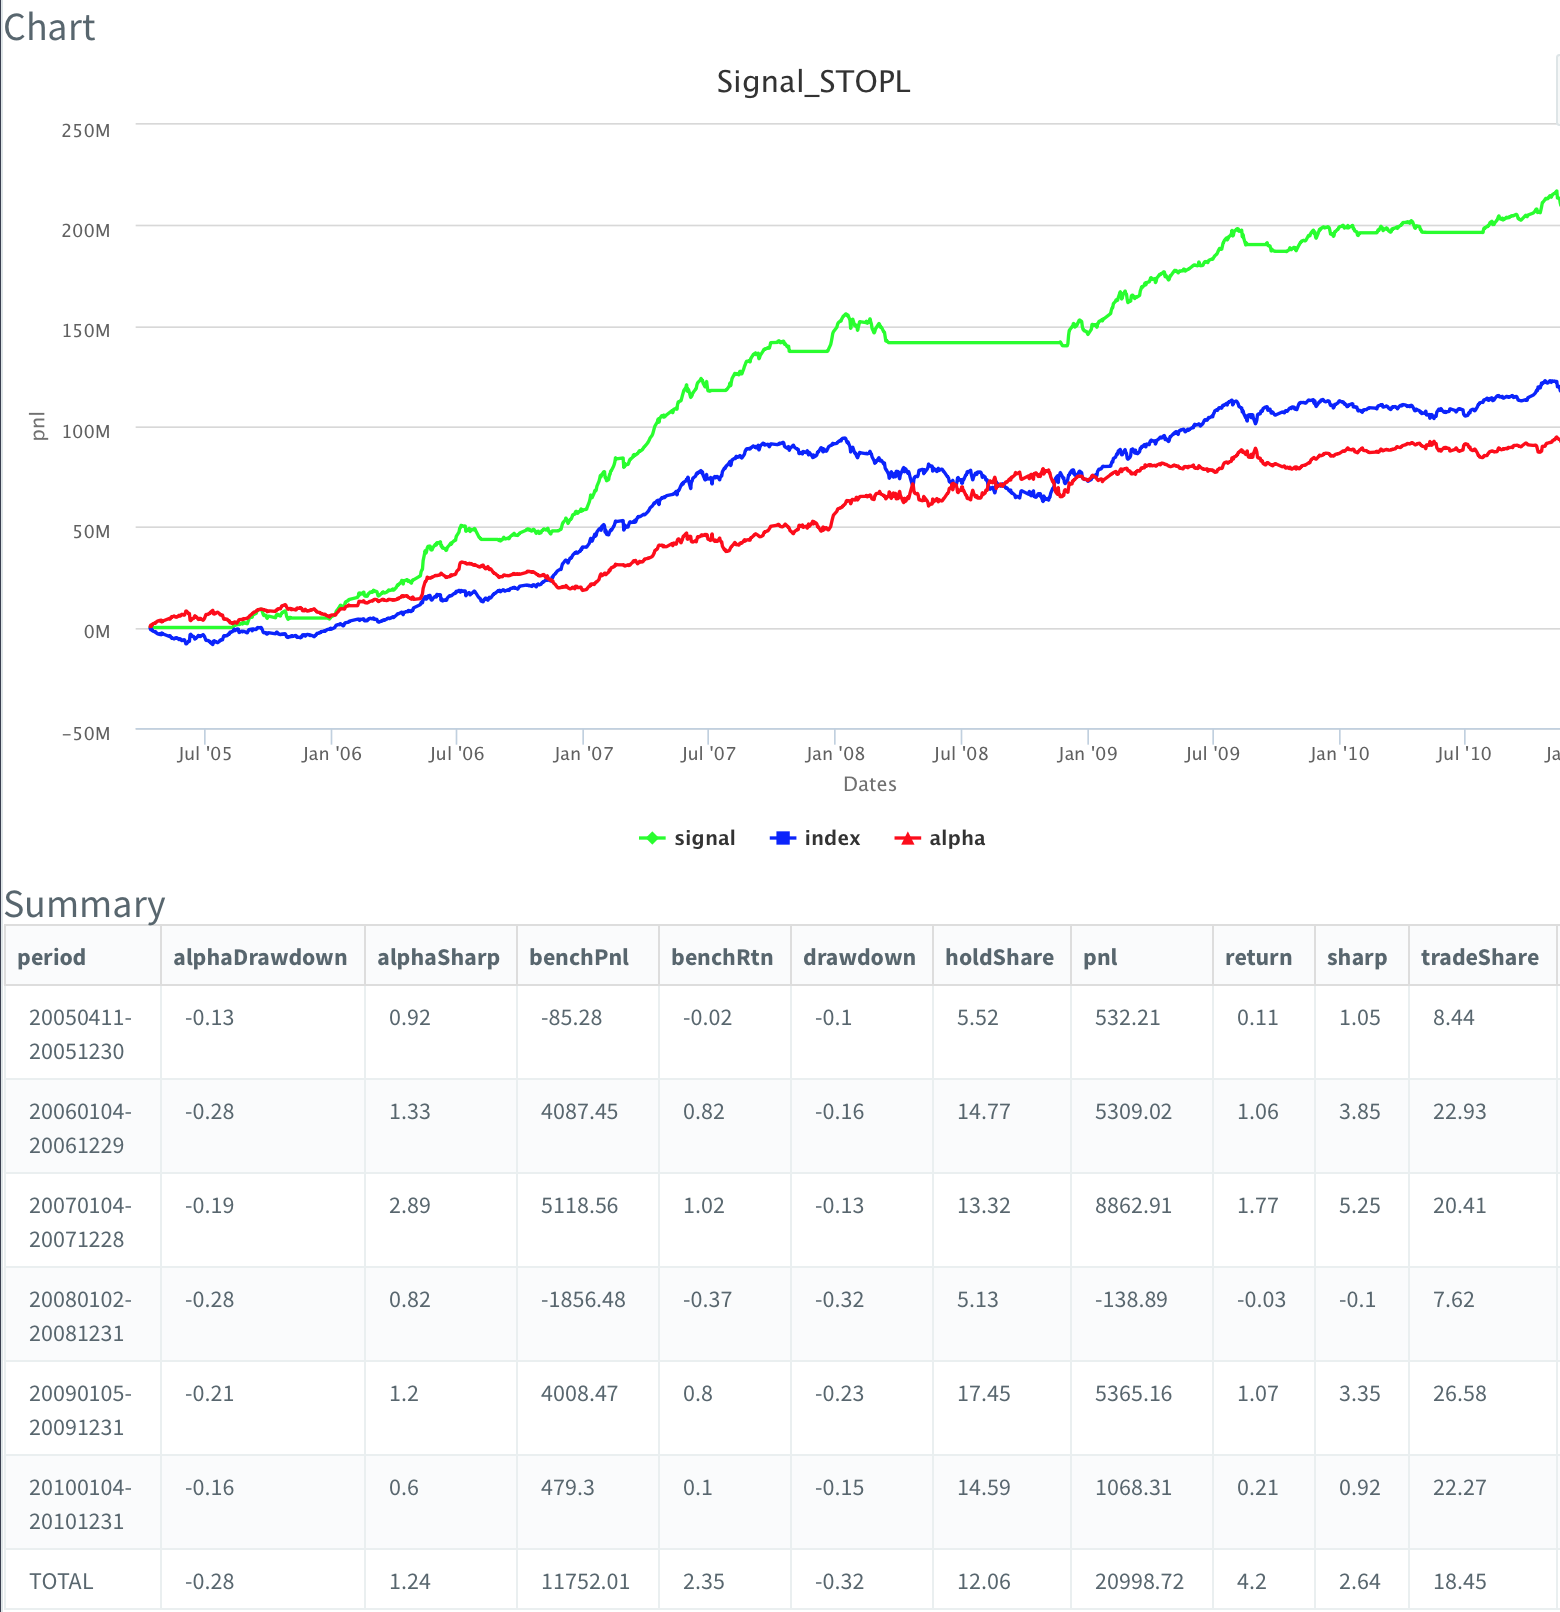 Chart
Signal_STOPL
250M
200M
150M
100M
50M
0M
−50M
pnl
Jul '05 Jan '06 Jul '06 Jan '07 Jul '07 Jan '08 Jul '08 Jan '09 Jul '09 Jan '10 Jul '10 Ja
Dates
signal index alpha
Summary
period alphaDrawdown alphaSharp benchPnl benchRtn drawdown holdShare pnl return sharp tradeShare
20050411- -0.13 0.92 -85.28 -0.02 -0.1 5.52 532.21 0.11 1.05 8.44
20051230
20060104- -0.28 1.33 4087.45 0.82 -0.16 14.77 5309.02 1.06 3.85 22.93
20061229
20070104- -0.19 2.89 5118.56 1.02 -0.13 13.32 8862.91 1.77 5.25 20.41
20071228
20080102- -0.28 0.82 -1856.48 -0.37 -0.32 5.13 -138.89 -0.03 -0.1 7.62
20081231
20090105- -0.21 1.2 4008.47 0.8 -0.23 17.45 5365.16 1.07 3.35 26.58
20091231
20100104- -0.16 0.6 479.3 0.1 -0.15 14.59 1068.31 0.21 0.92 22.27
20101231
TOTAL -0.28 1.24 11752.01 2.35 -0.32 12.06 20998.72 4.2 2.64 18.45